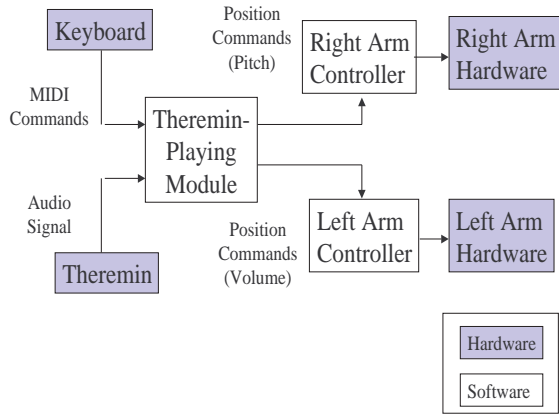 Keyboard
MIDI
Commands
Audio
Signal
Theremin
Theremin-
Playing
Module
Position
Commands
(Pitch)
Right Arm
Controller
Right Arm
Hardware
Position
Commands
(Volume)
Left Arm
Controller
Left Arm
Hardware
Hardware
Software